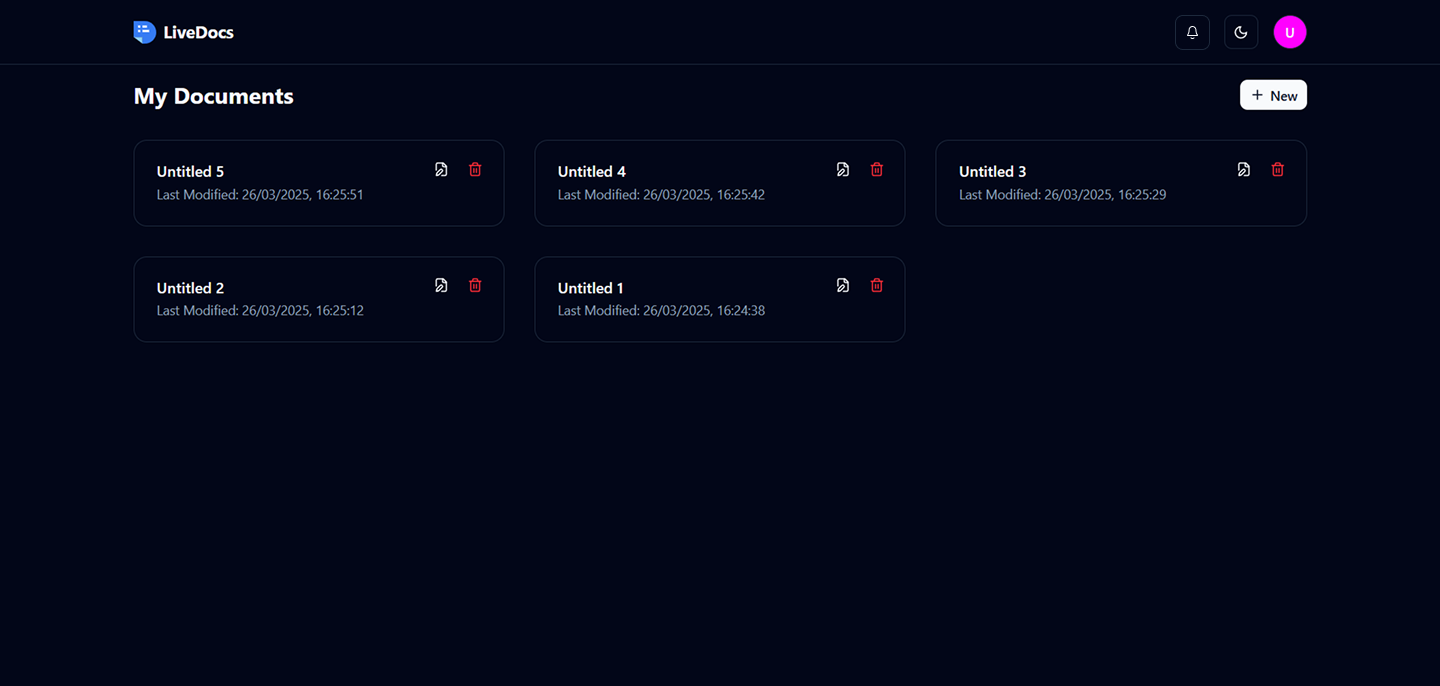 LiveDocs
U
My Documents
New
Untitled 5
Last Modified: 26/03/2025, 16:25:51
Untitled 4
Last Modified: 26/03/2025, 16:25:42
Untitled 3
Last Modified: 26/03/2025, 16:25:29
Untitled 2
Last Modified: 26/03/2025, 16:25:12
Untitled 1
Last Modified: 26/03/2025, 16:24:38